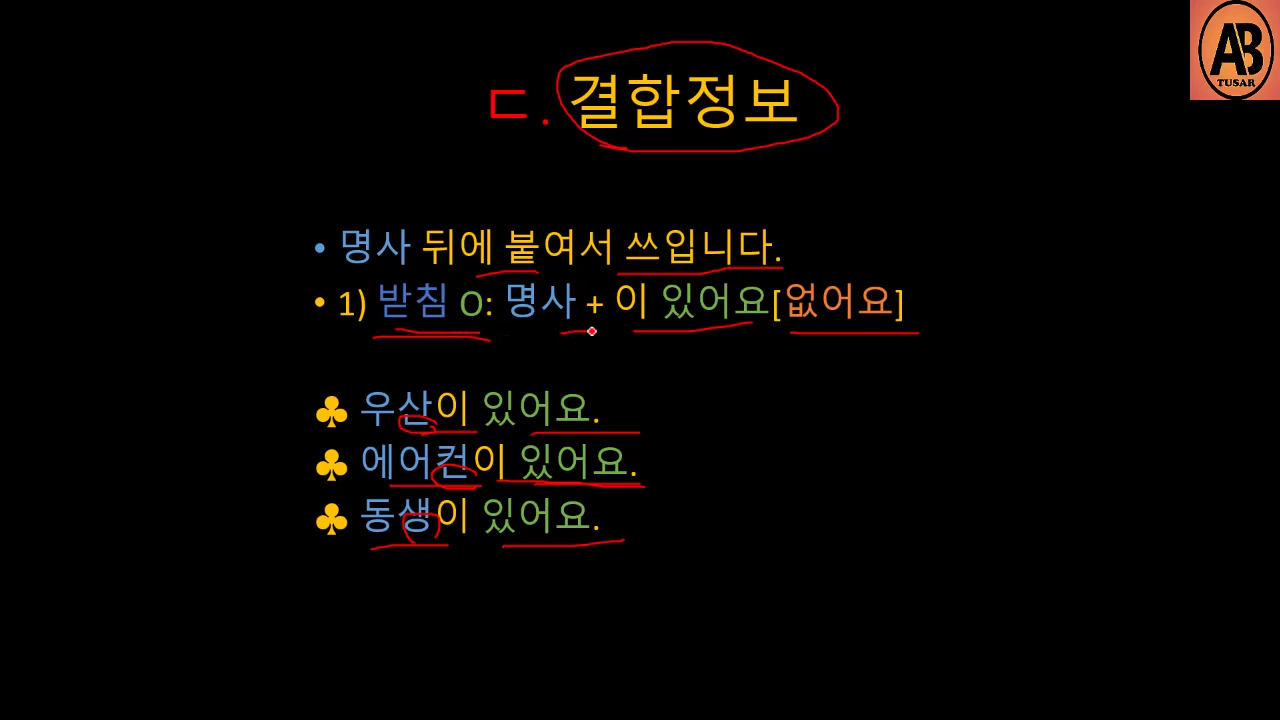 AB
TUSAR
ㄷ. 결합정보
• 명사 뒤에 붙여서 쓰입니다.
• 1) 받침 O: 명사 + 이 있어요[없어요]
♣ 우산이 있어요.
♣ 에어컨이 있어요.
♣ 동생이 있어요.